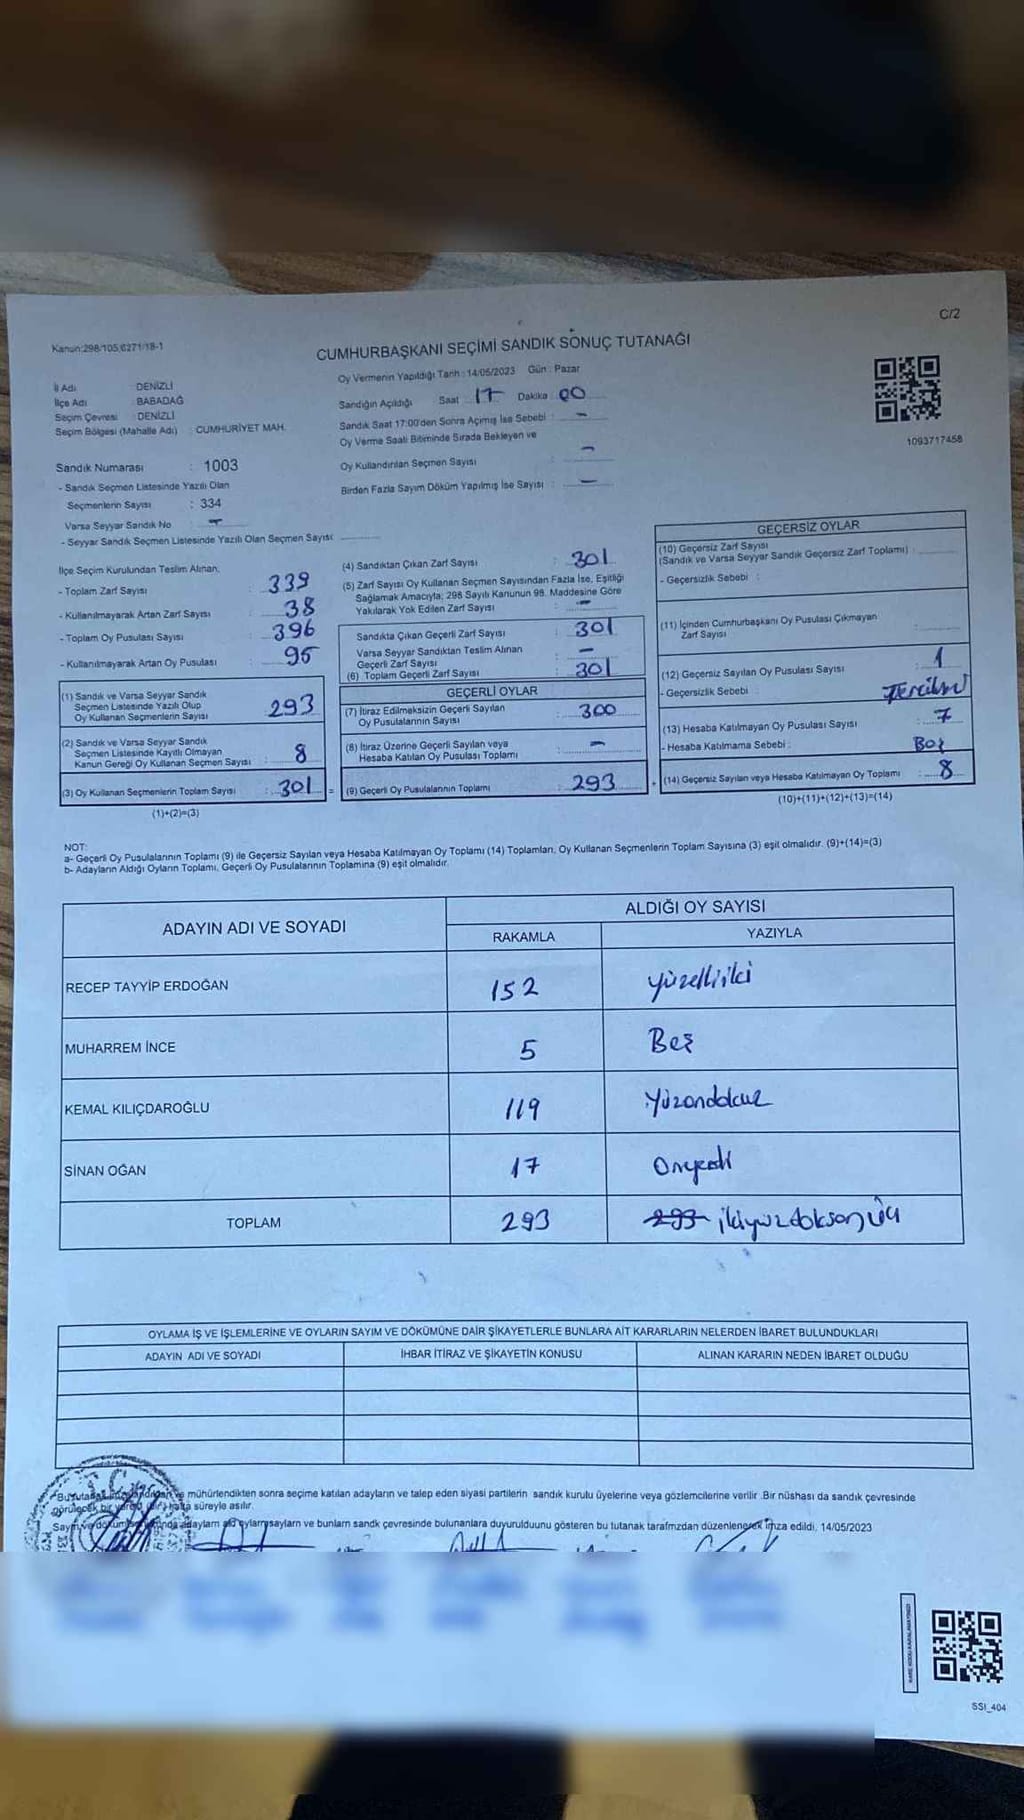 C/2
Kanun:298/105,6271/18-1
CUMHURBAŞKANI SEÇİMİ SANDIK SONUÇ TUTANAĞI
İl Adı : DENİZLİ
İlçe Adı : BABADAĞ
Seçim Çevresi : DENİZLİ
Seçim Bölgesi (Mahalle Adı) : CUMHURİYET MAH.
Sandık Numarası : 1003
- Sandık Seçmen Listesinde Yazılı Olan
Seçmenlerin Sayısı : 334
Varsa Seyyar Sandık No : -
- Seyyar Sandık Seçmen Listesinde Yazılı Olan Seçmen Sayısı:
Oy Vermenin Yapıldığı Tarih : 14/05/2023 Gün : Pazar
Sandığın Açıldığı Saat : 17 Dakika 00
Sandık Saat 17:00'den Sonra Açılmış İse Sebebi : -
Oy Verme Saati Bitiminde Sırada Bekleyen ve
Oy Kullandırılan Seçmen Sayısı : -
Birden Fazla Sayım Döküm Yapılmış İse Sayısı : -
1093717458
İlçe Seçim Kurulundan Teslim Alınan;
- Toplam Zarf Sayısı : 339
- Kullanılmayarak Artan Zarf Sayısı : 38
- Toplam Oy Pusulası Sayısı : 396
- Kullanılmayarak Artan Oy Pusulası : 95
(1) Sandık ve Varsa Seyyar Sandık
Seçmen Listesinde Yazılı Olup
Oy Kullanan Seçmenlerin Sayısı : 293
(2) Sandık ve Varsa Seyyar Sandık
Seçmen Listesinde Kayıtlı Olmayan
Kanun Gereği Oy Kullanan Seçmen Sayısı : 8
(3) Oy Kullanan Seçmenlerin Toplam Sayısı : 301 =
(1)+(2)=(3)
(4) Sandıktan Çıkan Zarf Sayısı : 301
(5) Zarf Sayısı Oy Kullanan Seçmen Sayısından Fazla İse, Eşitliği
Sağlamak Amacıyla; 298 Sayılı Kanunun 98. Maddesine Göre
Yakılarak Yok Edilen Zarf Sayısı : -
Sandıkta Çıkan Geçerli Zarf Sayısı : 301
Varsa Seyyar Sandıktan Teslim Alınan
Geçerli Zarf Sayısı : -
(6) Toplam Geçerli Zarf Sayısı : 301
GEÇERLİ OYLAR
(7) İtiraz Edilmeksizin Geçerli Sayılan
Oy Pusulalarının Sayısı : 300
(8) İtiraz Üzerine Geçerli Sayılan veya
Hesaba Katılan Oy Pusulası Toplamı : -
(9) Geçerli Oy Pusulalarının Toplamı : 293 +
GEÇERSİZ OYLAR
(10) Geçersiz Zarf Sayısı
(Sandık ve Varsa Seyyar Sandık Geçersiz Zarf Toplamı) :
- Geçersizlik Sebebi :
(11) İçinden Cumhurbaşkanı Oy Pusulası Çıkmayan
Zarf Sayısı :
(12) Geçersiz Sayılan Oy Pusulası Sayısı : 1
- Geçersizlik Sebebi :
(13) Hesaba Katılmayan Oy Pusulası Sayısı : 7
- Hesaba Katılmama Sebebi : Boş
(14) Geçersiz Sayılan veya Hesaba Katılmayan Oy Toplamı : 8
(10)+(11)+(12)+(13)=(14)
NOT:
a- Geçerli Oy Pusulalarının Toplamı (9) ile Geçersiz Sayılan veya Hesaba Katılmayan Oy Toplamı (14) Toplamları, Oy Kullanan Seçmenlerin Toplam Sayısına (3) eşit olmalıdır. (9)+(14)=(3)
b- Adayların Aldığı Oyların Toplamı, Geçerli Oy Pusulalarının Toplamına (9) eşit olmalıdır.
ADAYIN ADI VE SOYADI
ALDIĞI OY SAYISI
RAKAMLA YAZIYLA
RECEP TAYYİP ERDOĞAN 152 yüzelliiki
MUHARREM İNCE 5 Beş
KEMAL KILIÇDAROĞLU 119 Yüzondokuz
SİNAN OĞAN 17 Onyedi
TOPLAM 293 293 ikiyüzdoksanüç
OYLAMA İŞ VE İŞLEMLERİNE VE OYLARIN SAYIM VE DÖKÜMÜNE DAİR ŞİKAYETLERLE BUNLARA AİT KARARLARIN NELERDEN İBARET BULUNDUKLARI
ADAYIN ADI VE SOYADI İHBAR İTİRAZ VE ŞİKAYETİN KONUSU ALINAN KARARIN NEDEN İBARET OLDUĞU
mühürlendikten sonra seçime katılan adayların ve talep eden siyasi partilerin sandık kurulu üyelerine veya gözlemcilerine verilir .Bir nüshası da sandık çevresinde
görülecek bir yerde (bir) hafta süreyle asılır.
ve bunların sandk çevresinde bulunanlara duyurulduunu gösteren bu tutanak tarafmzdan düzenlenerek imza edildi. 14/05/2023
SSI_404